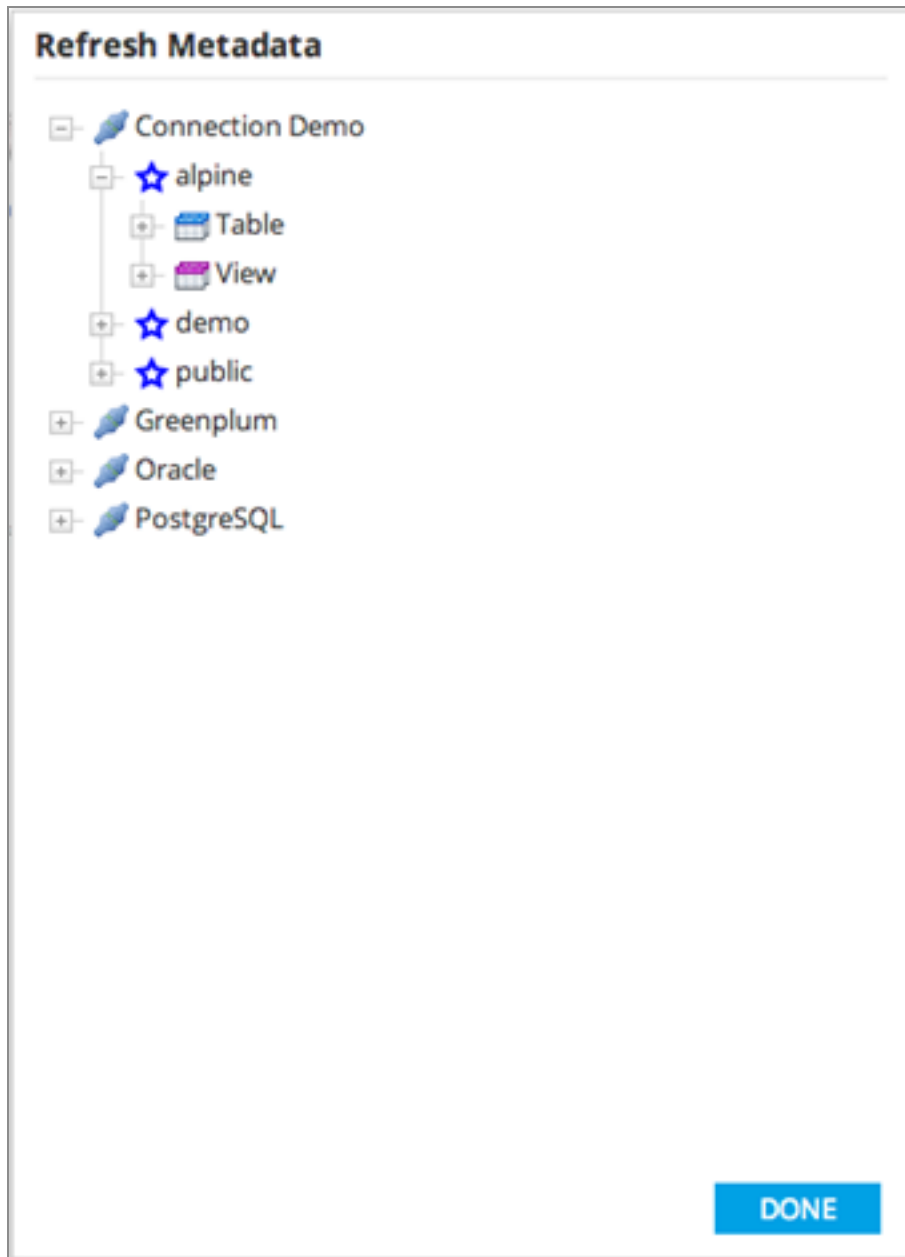 Refresh Metadata
Connection Demo
alpine
Table
View
demo
public
Greenplum
Oracle
PostgreSQL
DONE